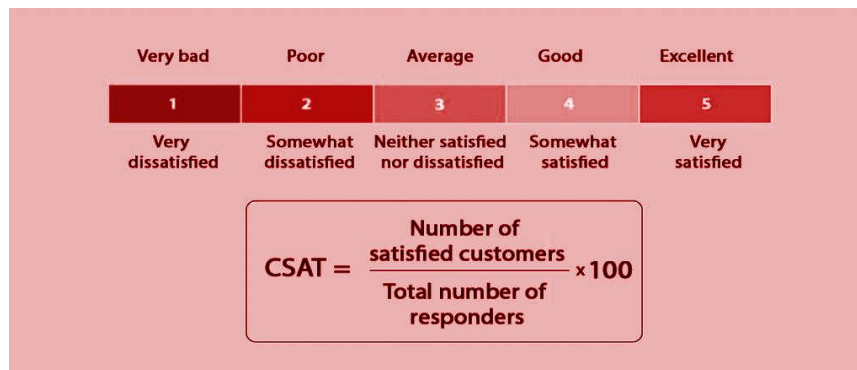 Very bad Poor Average Good Excellent
1 2 3 4 5
Very dissatisfied Somewhat dissatisfied Neither satisfied nor dissatisfied Somewhat satisfied Very satisfied
CSAT = Number of satisfied customers / Total number of responders × 100